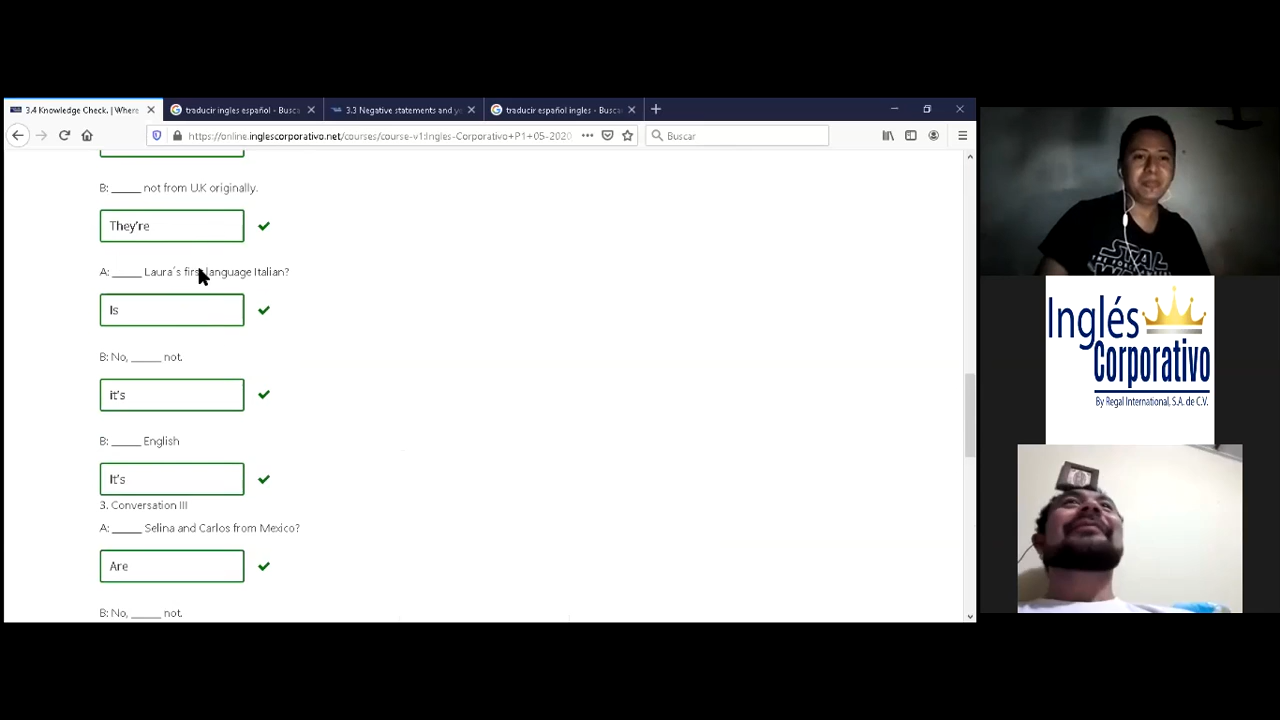 3.4 Knowledge Check. | Where
traducir ingles español - Busca
3.3 Negative statements and ye
traducir español ingles - Busca
https://online.inglescorporativo.net/courses/course-v1:Ingles-Corporativo+P1+05-2020
Buscar
B: _____ not from U.K originally.
They're
A: _____ Laura´s first language Italian?
Is
B: No, _____ not.
it's
B: _____ English
It's
3. Conversation III
A: _____ Selina and Carlos from Mexico?
Are
B: No, _____ not.
STAR
WARS
Inglés
Corporativo
By Regal International, S.A. de C.V.